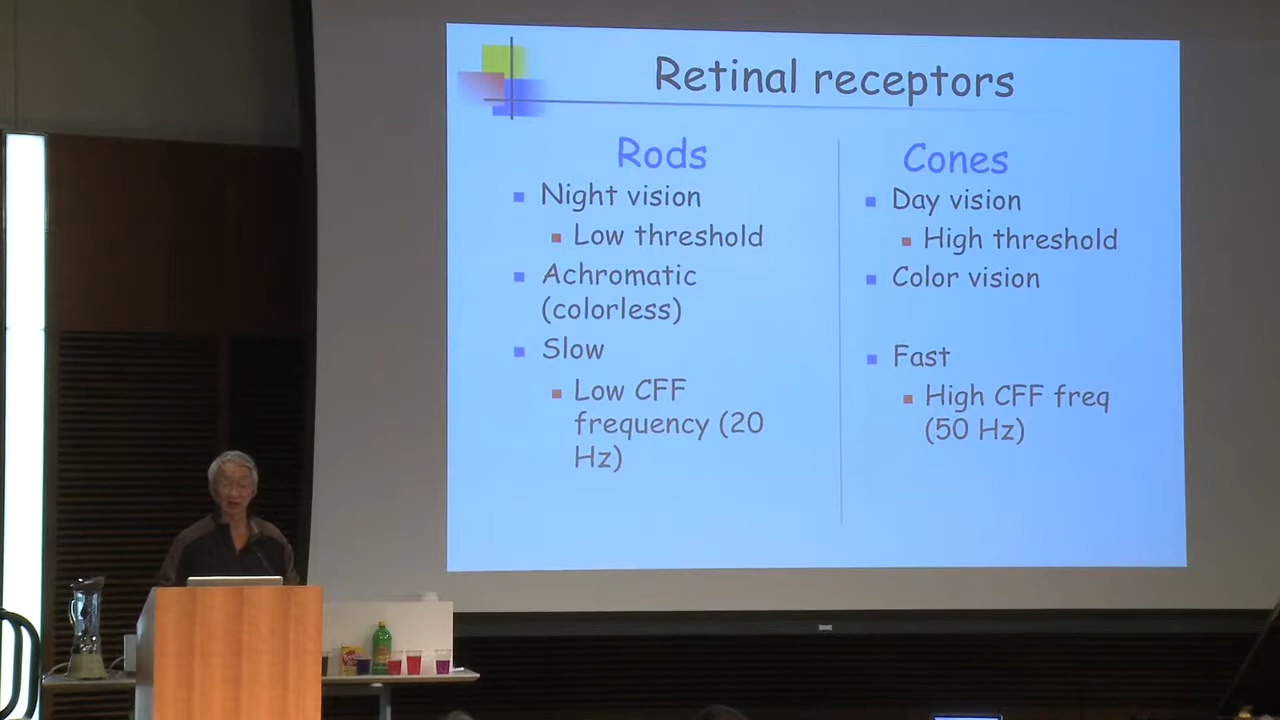 Retinal receptors
Rods
Night vision
Low threshold
Achromatic
(colorless)
Slow
Low CFF
frequency (20
Hz)
Cones
Day vision
High threshold
Color vision
Fast
High CFF freq
(50 Hz)